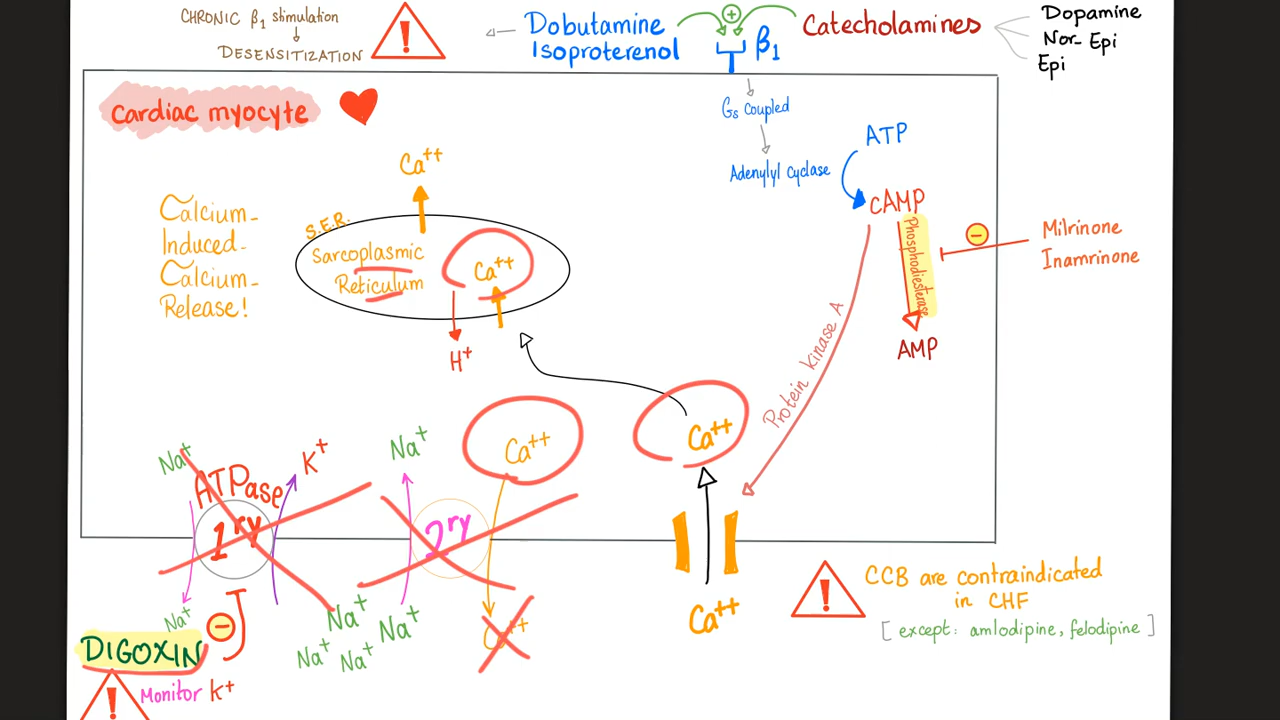 CHRONIC β1 stimulation
DESENSITIZATION
!
Dobutamine
Isoproterenol
+
β1
Catecholamines
Dopamine
Nor-Epi
Epi
Cardiac myocyte
Gs Coupled
Adenylyl cyclase
ATP
cAMP
Phosphodiesterase
AMP
−
Milrinone
Inamrinone
Protein Kinase A
Calcium-
Induced-
Calcium-
Release!
Ca++
S.E.R.
Sarcoplasmic
Reticulum
Ca++
H+
Na+
ATPase
1ry
K+
Na+
2ry
Ca++
Ca++
Na+
Na+
Na+
Na+
Na+
Ca++
Ca++
−
DIGOXIN
!
Monitor K+
!
CCB are contraindicated
in CHF
[except: amlodipine, felodipine]